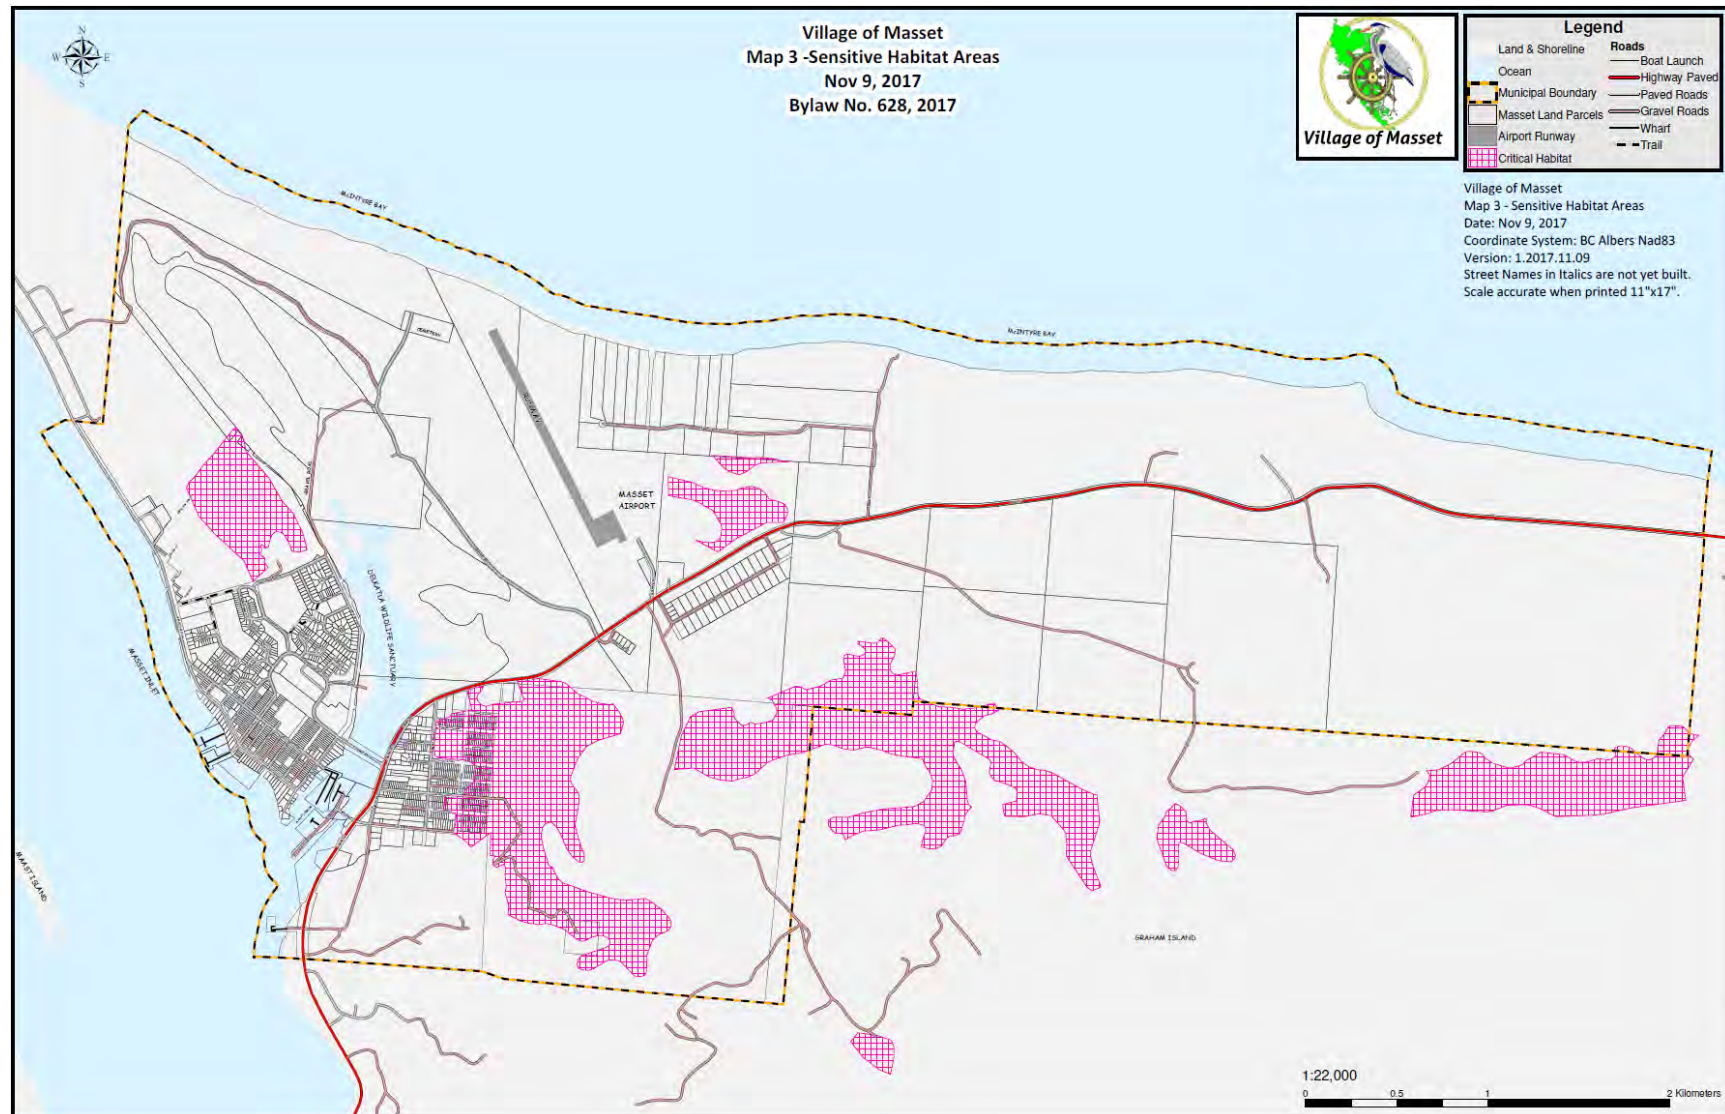 Village of Masset
Map 3 -Sensitive Habitat Areas
Nov 9, 2017
Bylaw No. 628, 2017
N
W
E
S
Village of Masset
Legend
Land & Shoreline
Ocean
Municipal Boundary
Masset Land Parcels
Airport Runway
Critical Habitat
Roads
Boat Launch
Highway Paved
Paved Roads
Gravel Roads
Wharf
Trail
Village of Masset
Map 3 - Sensitive Habitat Areas
Date: Nov 9, 2017
Coordinate System: BC Albers Nad83
Version: 1.2017.11.09
Street Names in Italics are not yet built.
Scale accurate when printed 11"x17".
McINTYRE BAY
McINTYRE BAY
CEMETERY
RUNWAY
MASSET
AIRPORT
DELKATLA WILDLIFE SANCTUARY
MASSET INLET
MAAST ISLAND
GRAHAM ISLAND
1:22,000
0
0.5
1
2 Kilometers